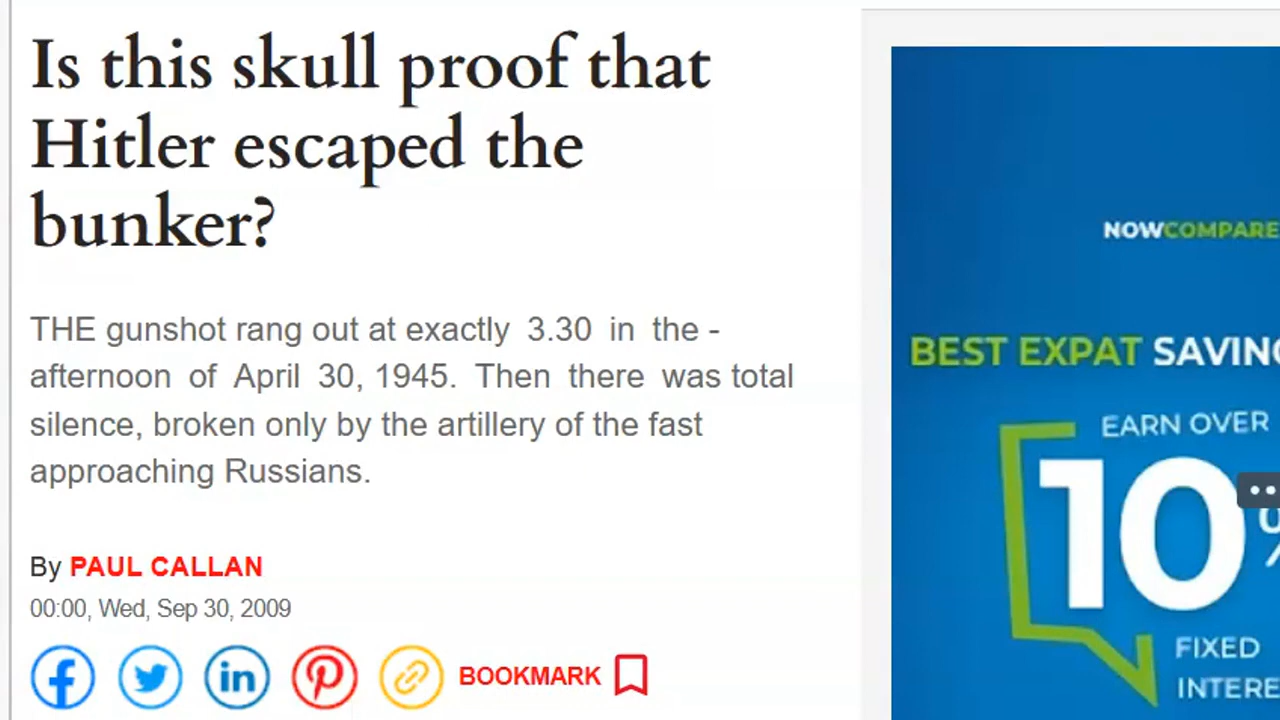 Is this skull proof that
Hitler escaped the
bunker?
THE gunshot rang out at exactly 3.30 in the -
afternoon of April 30, 1945. Then there was total
silence, broken only by the artillery of the fast
approaching Russians.
By PAUL CALLAN
00:00, Wed, Sep 30, 2009
BOOKMARK
NOWCOMPARE
BEST EXPAT
EARN OVER
10%
FIXED